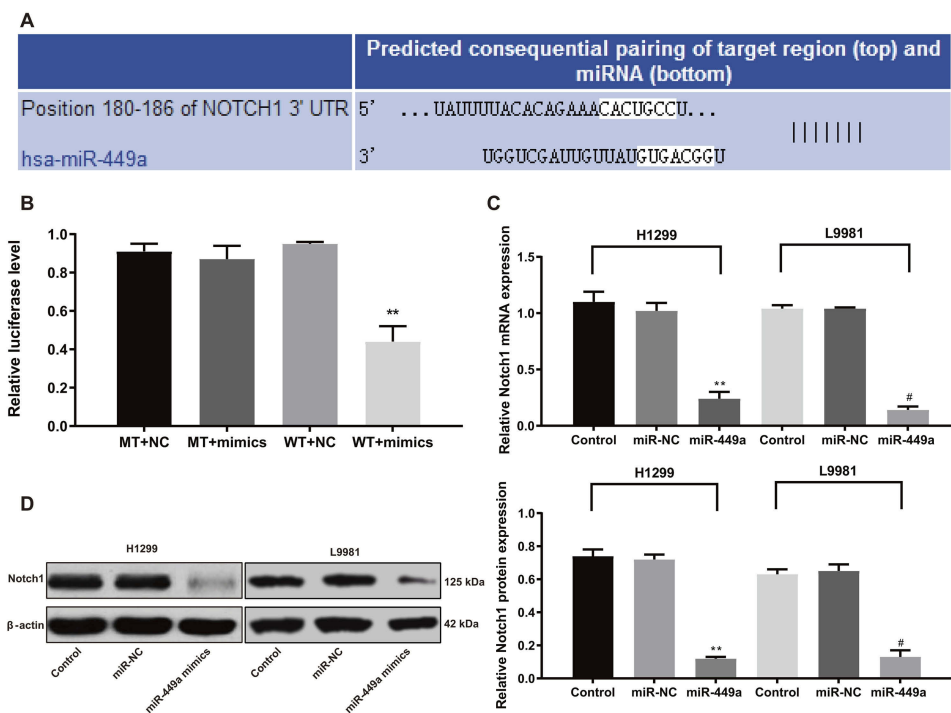 A
Predicted consequential pairing of target region (top) and
miRNA (bottom)
Position 180-186 of NOTCH1 3' UTR 5' ...UAUUUUACACAGAAACACUGCCU...
hsa-miR-449a 3' UGGUCGAUUGUUAUGUGACGGU
B
Relative luciferase level
1.0
0.8
0.6
0.4
0.2
0.0
**
MT+NC MT+mimics WT+NC WT+mimics
C
H1299 L9981
Relative Notch1 mRNA expression
1.5
1.0
0.5
0.0
** #
Control miR-NC miR-449a Control miR-NC miR-449a
H1299 L9981
Relative Notch1 protein expression
1.0
0.8
0.6
0.4
0.2
0.0
** #
Control miR-NC miR-449a Control miR-NC miR-449a
D
H1299 L9981
Notch1 125 kDa
β-actin 42 kDa
Control miR-NC miR-449a mimics Control miR-NC miR-449a mimics